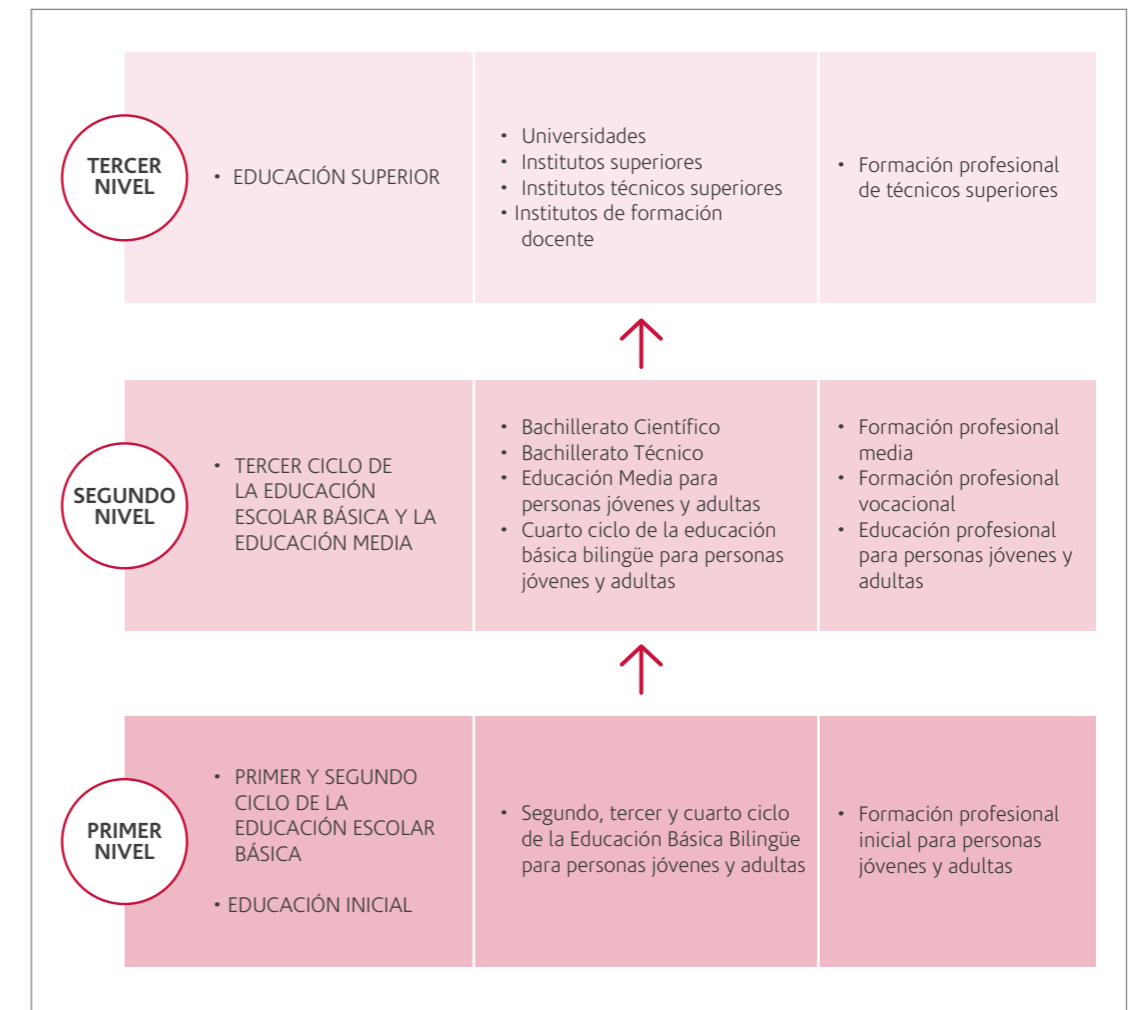 TERCER
NIVEL
• EDUCACIÓN SUPERIOR
• Universidades
• Institutos superiores
• Institutos técnicos superiores
• Institutos de formación
docente
• Formación profesional
de técnicos superiores
SEGUNDO
NIVEL
• TERCER CICLO DE
LA EDUCACIÓN
ESCOLAR BÁSICA Y LA
EDUCACIÓN MEDIA
• Bachillerato Científico
• Bachillerato Técnico
• Educación Media para
personas jóvenes y adultas
• Cuarto ciclo de la educación
básica bilingüe para personas
jóvenes y adultas
• Formación profesional
media
• Formación profesional
vocacional
• Educación profesional
para personas jóvenes y
adultas
PRIMER
NIVEL
• PRIMER Y SEGUNDO
CICLO DE LA
EDUCACIÓN ESCOLAR
BÁSICA
• EDUCACIÓN INICIAL
• Segundo, tercer y cuarto ciclo
de la Educación Básica Bilingüe
para personas jóvenes y adultas
• Formación profesional
inicial para personas
jóvenes y adultas